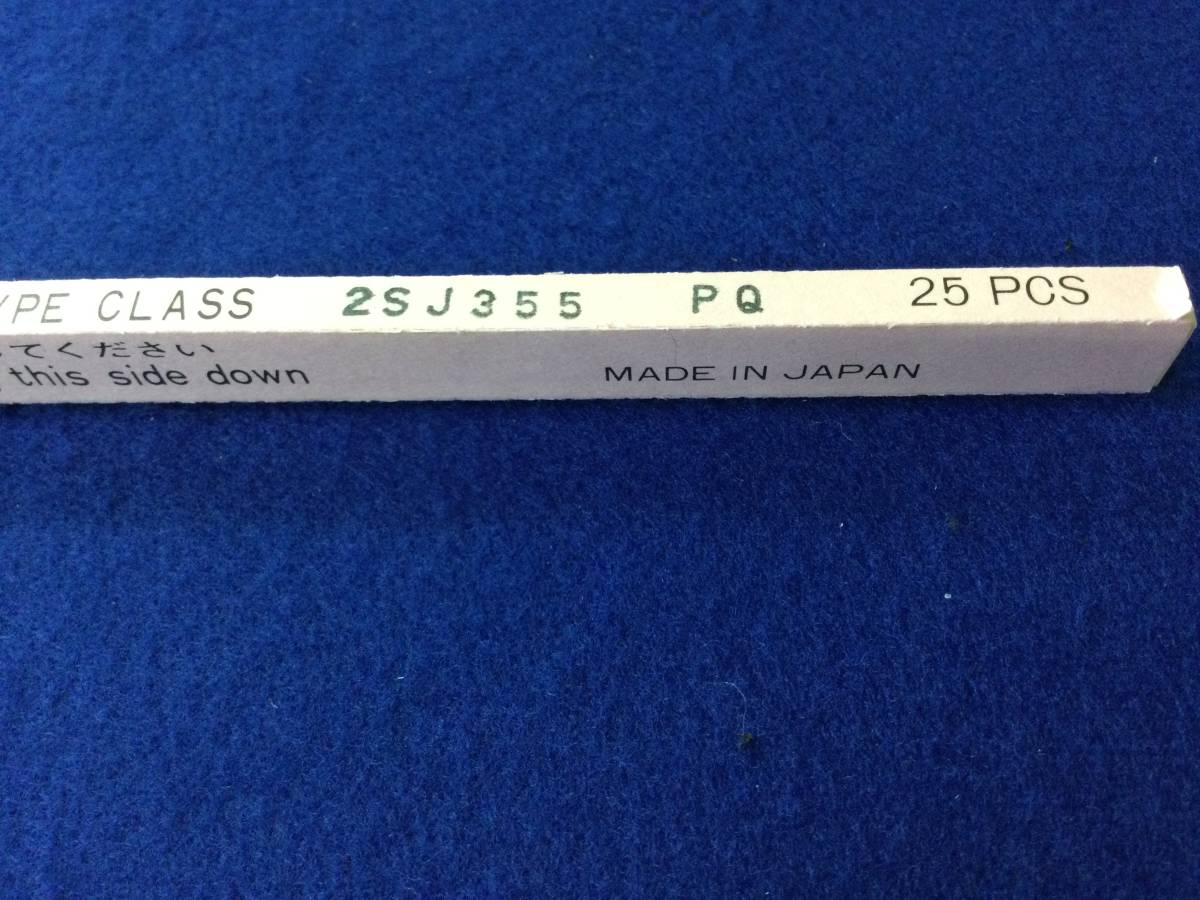 YPE CLASS 2SJ355 PQ 25 PCS
てください
this side down MADE IN JAPAN